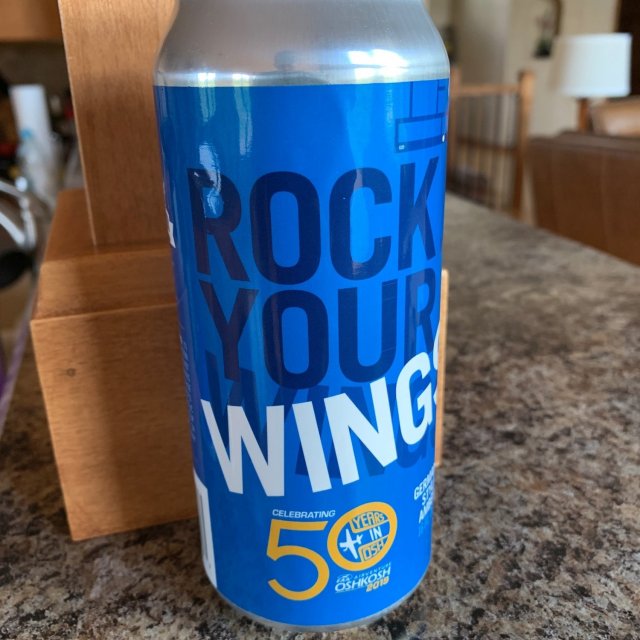 ROCK
YOUR
WINGS
CELEBRATING
50
YEARS
IN
OSH
OSHKOSH
2019